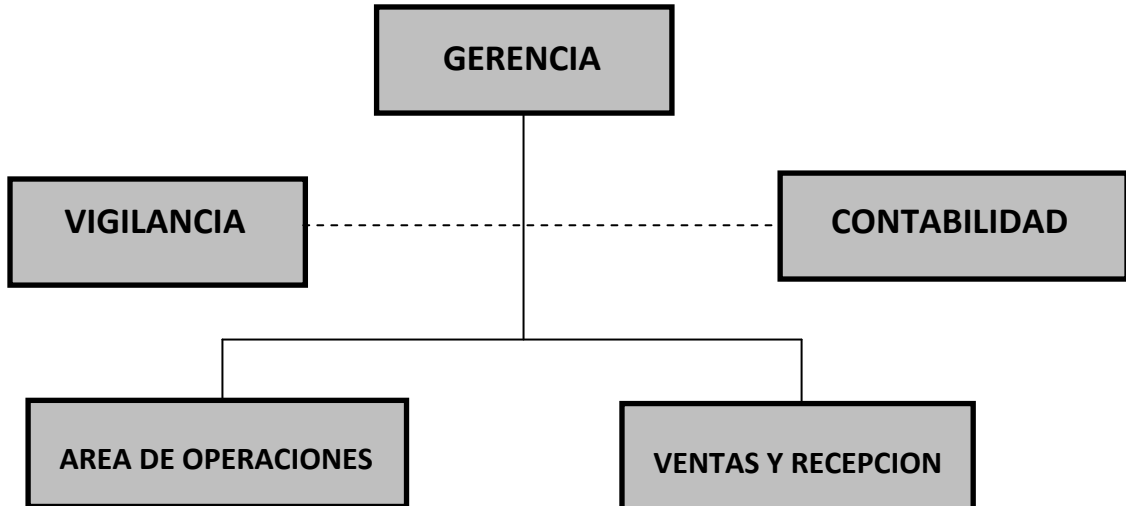 GERENCIA
VIGILANCIA
CONTABILIDAD
AREA DE OPERACIONES
VENTAS Y RECEPCION